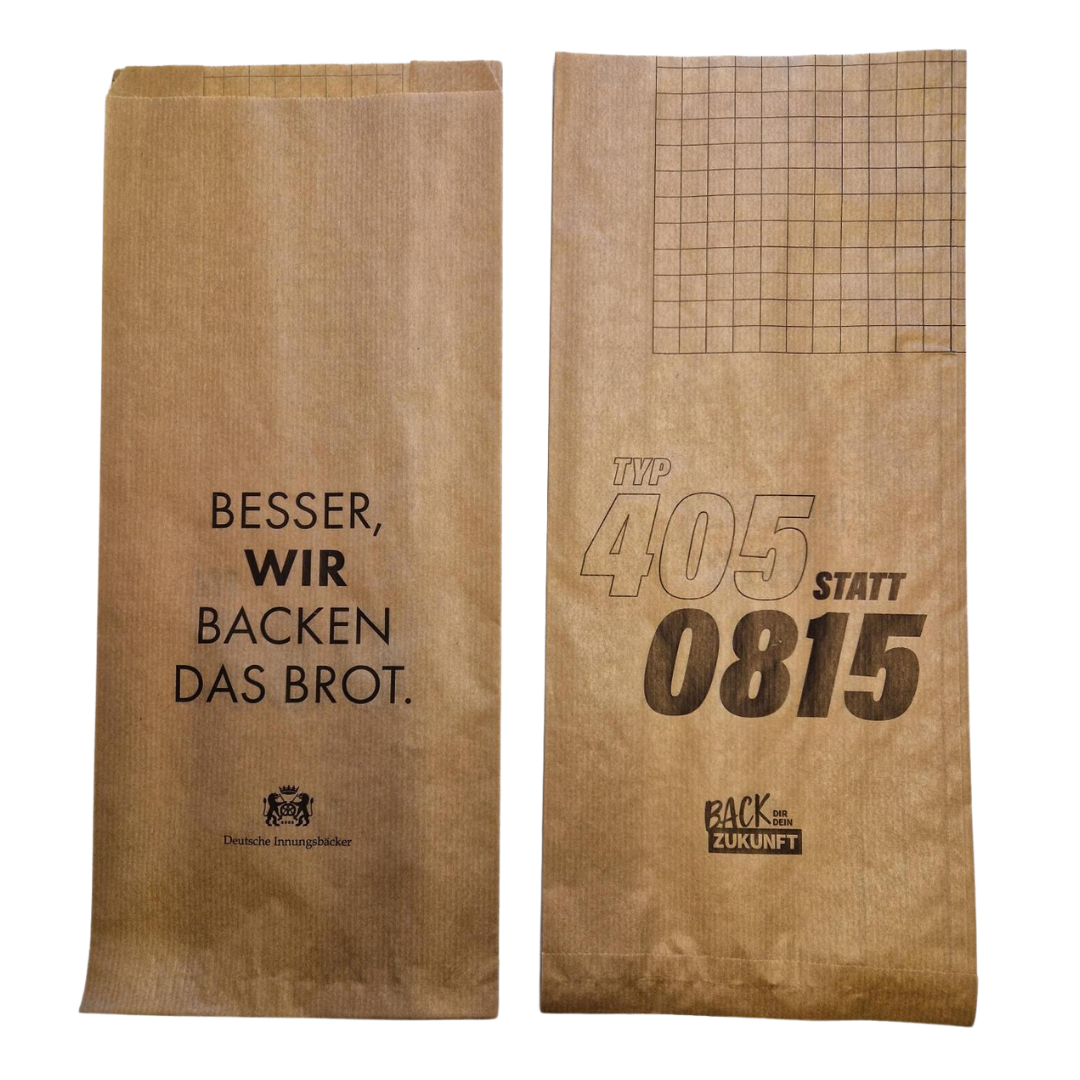 BESSER,
WIR
BACKEN
DAS BROT.
Deutsche Innungsbäcker
TYP
405 STATT
0815
BACK DIR
DEIN
ZUKUNFT